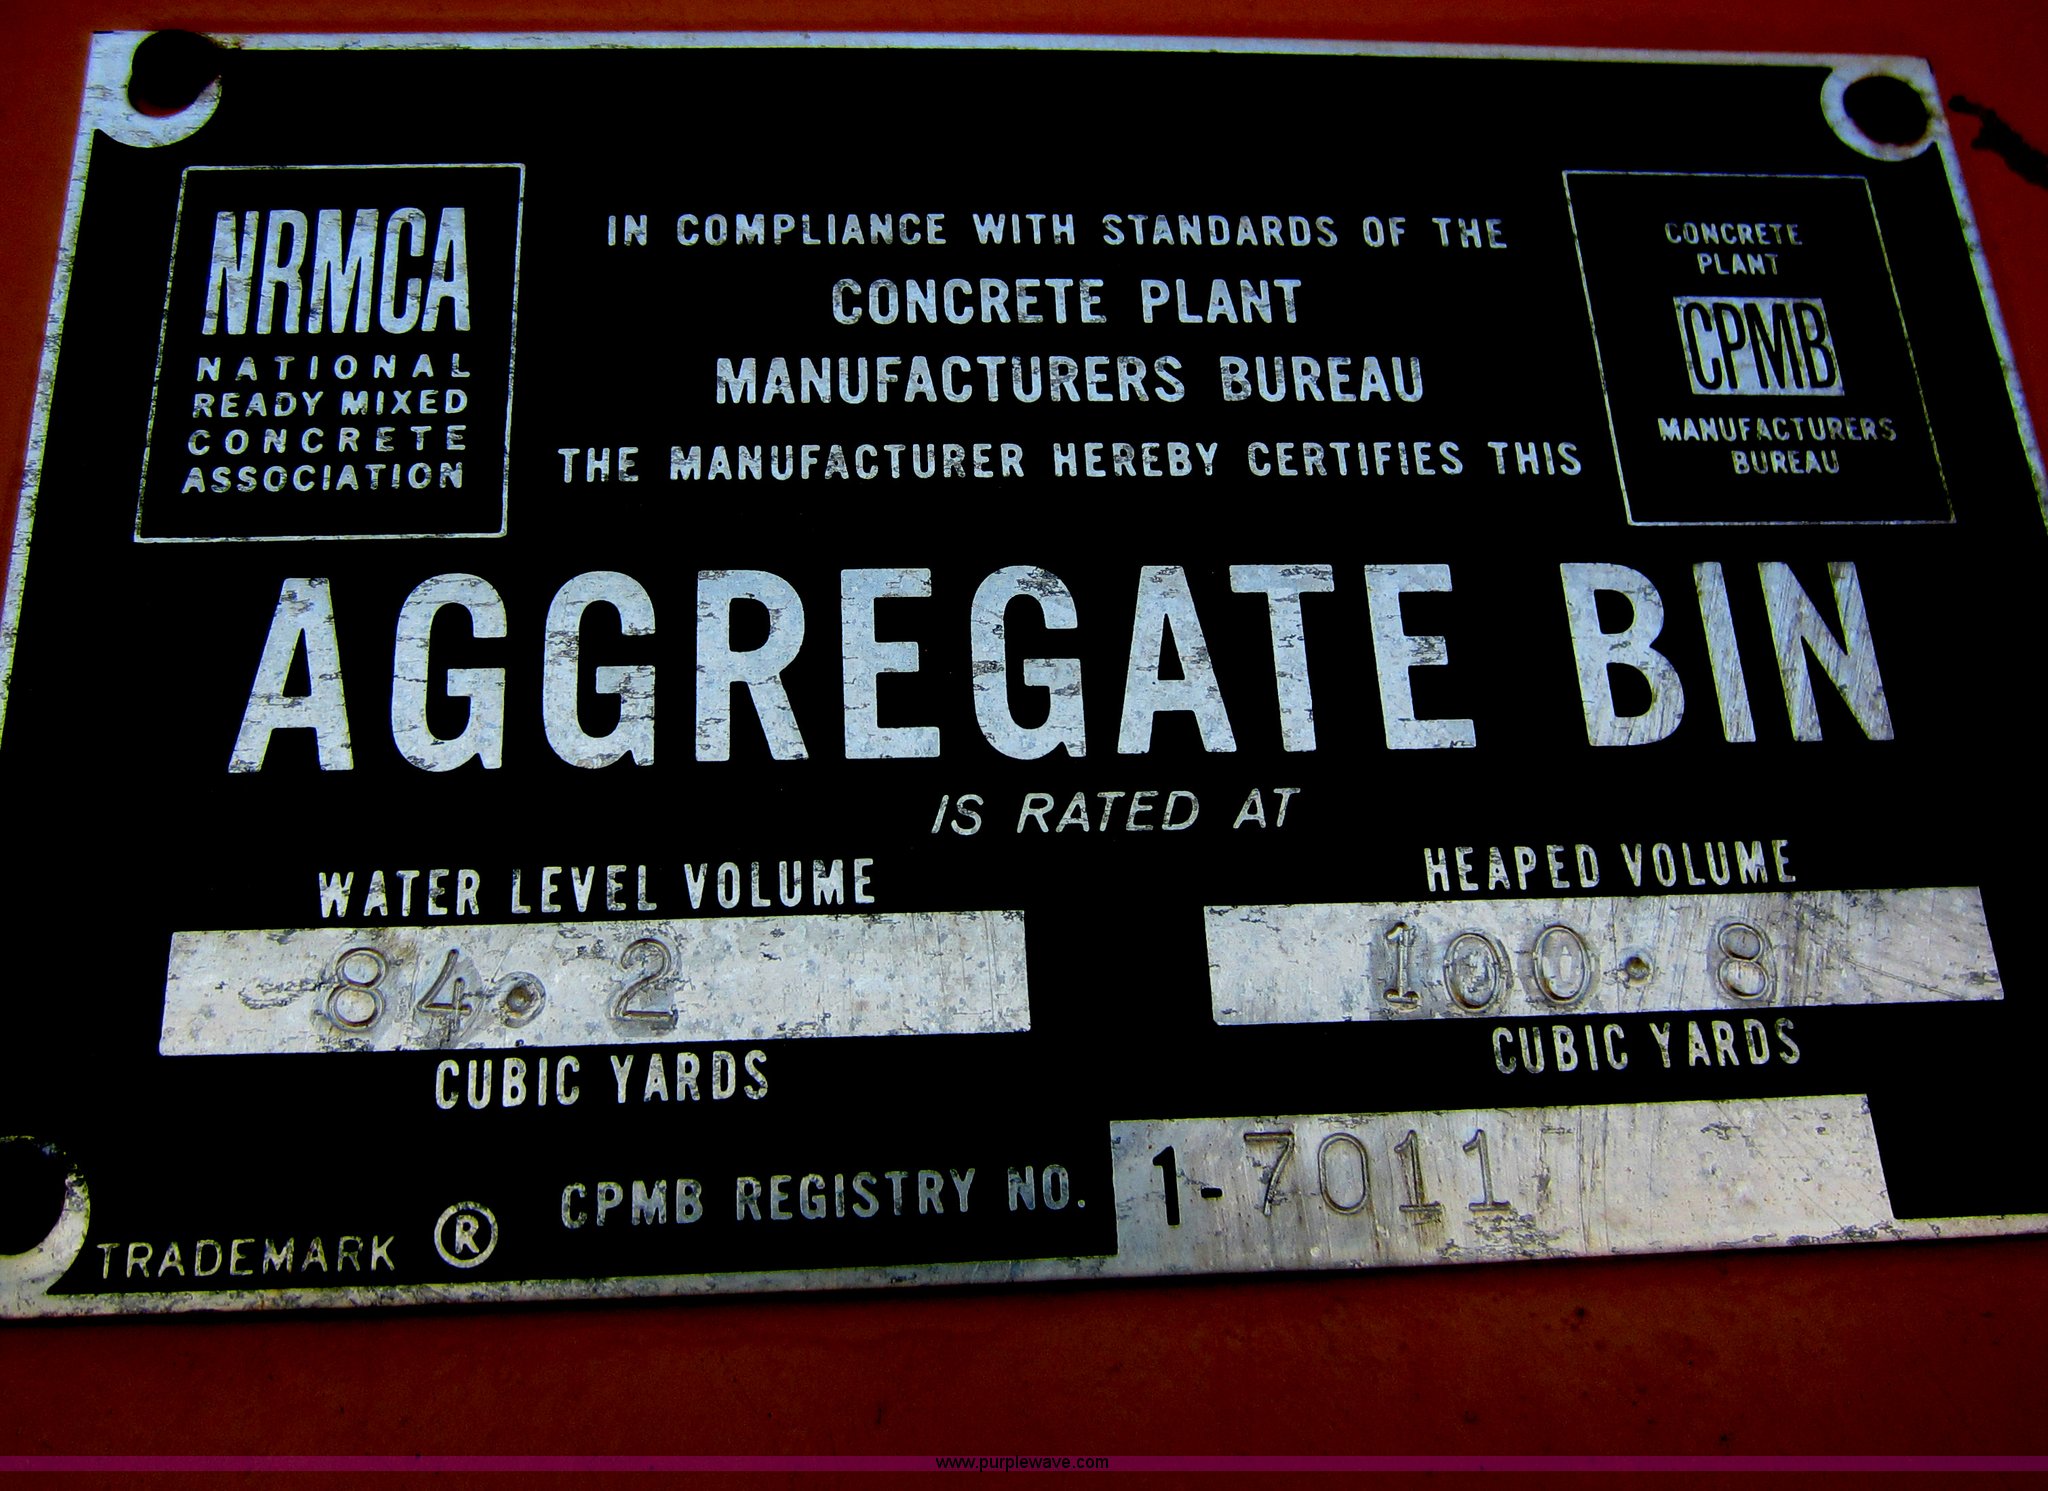 NRMCA
NATIONAL
READY MIXED
CONCRETE
ASSOCIATION
IN COMPLIANCE WITH STANDARDS OF THE
CONCRETE PLANT
MANUFACTURERS BUREAU
THE MANUFACTURER HEREBY CERTIFIES THIS
CONCRETE
PLANT
CPMB
MANUFACTURERS
BUREAU
AGGREGATE BIN
IS RATED AT
WATER LEVEL VOLUME
84.2
CUBIC YARDS
HEAPED VOLUME
100.8
CUBIC YARDS
CPMB REGISTRY NO. 1-7011
TRADEMARK ®
www.purplewave.com